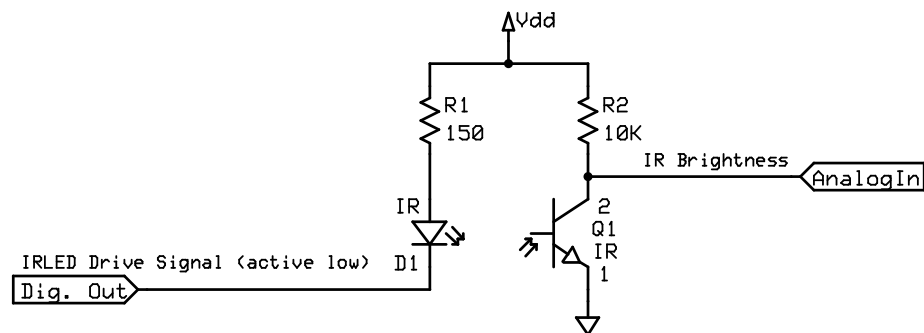 Vdd
R1
150
R2
10K
IR Brightness
AnalogIn
IR
2
Q1
IR
1
IRLED Drive Signal (active low)
D1
Dig. Out